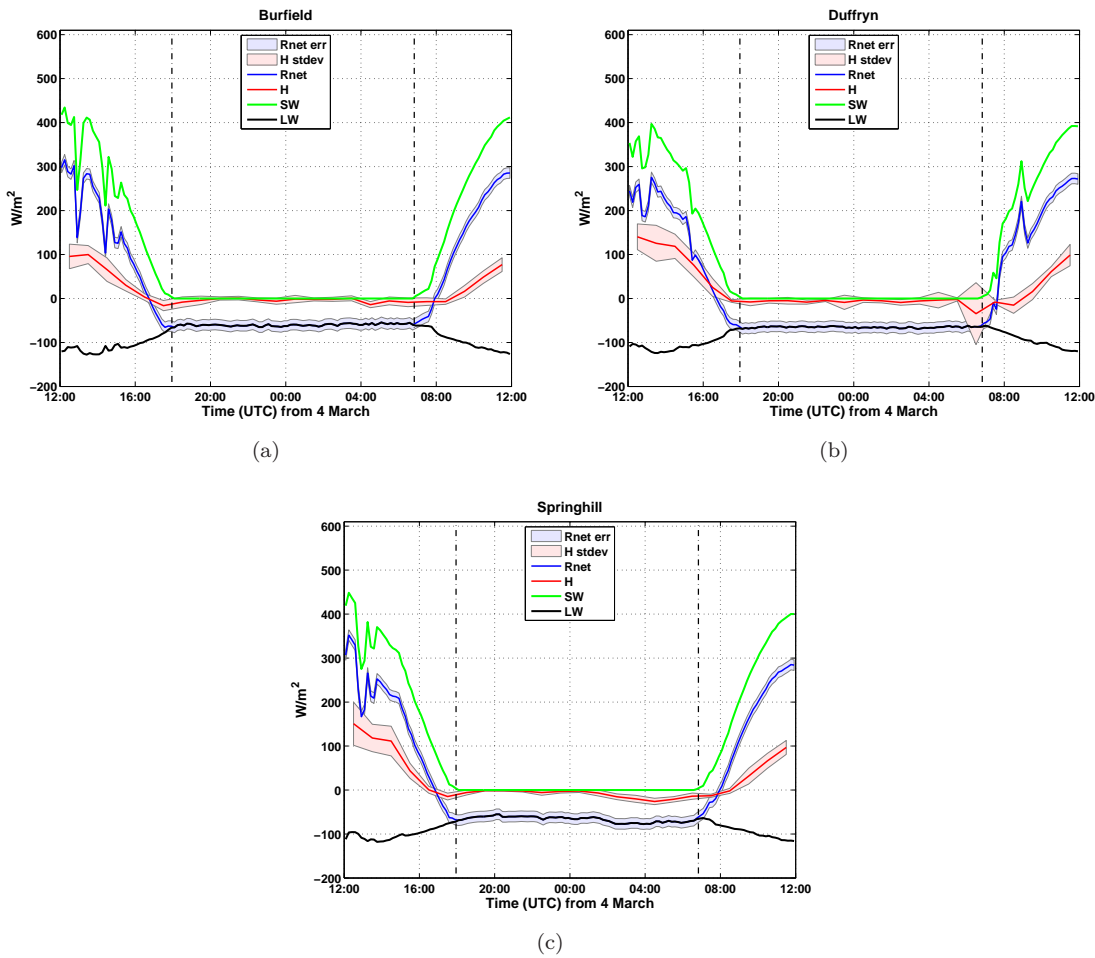 Burfield
600
500
400
300
200
100
0
−100
−200
W/m²
Rnet err
H stdev
Rnet
H
SW
LW
12:00 16:00 20:00 00:00 04:00 08:00 12:00
Time (UTC) from 4 March
(a)
Duffryn
600
500
400
300
200
100
0
−100
−200
W/m²
Rnet err
H stdev
Rnet
H
SW
LW
12:00 16:00 20:00 00:00 04:00 08:00 12:00
Time (UTC) from 4 March
(b)
Springhill
600
500
400
300
200
100
0
−100
−200
W/m²
Rnet err
H stdev
Rnet
H
SW
LW
12:00 16:00 20:00 00:00 04:00 08:00 12:00
Time (UTC) from 4 March
(c)